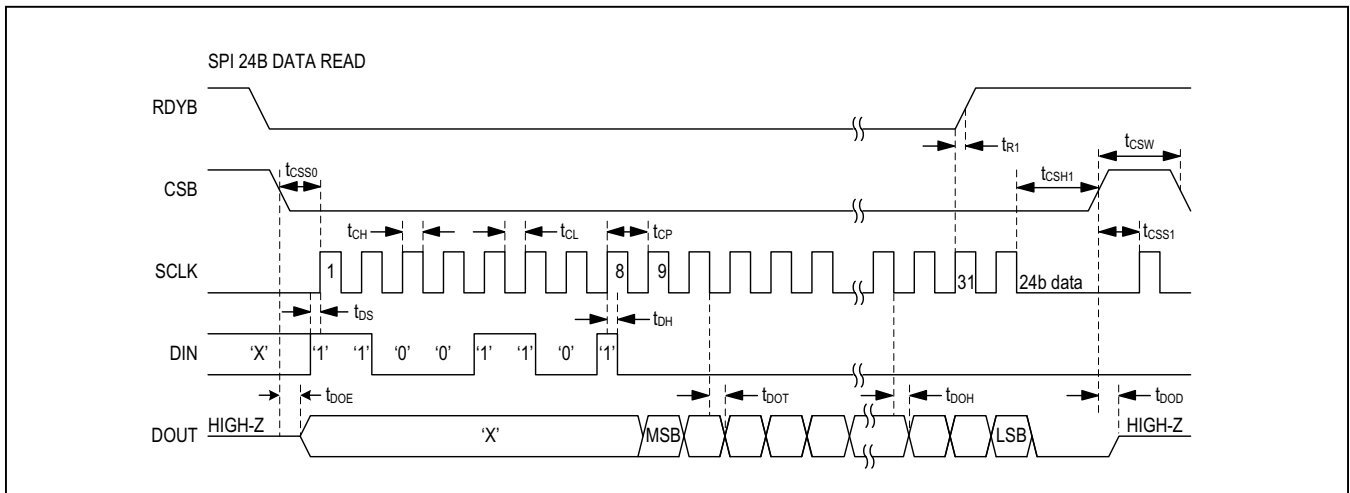 SPI 24B DATA READ
RDYB
tR1
tCSW
tCSS0
tCSH1
CSB
tCH
tCL
tCP
tCSS1
SCLK
1
8
9
31
24b data
tDS
tDH
DIN
‘X’ ‘1’ ‘1’ ‘0’ ‘0’ ‘1’ ‘1’ ‘0’ ‘1’
tDOE
tDOT
tDOH
tDOD
DOUT
HIGH-Z
‘X’
MSB
LSB
HIGH-Z